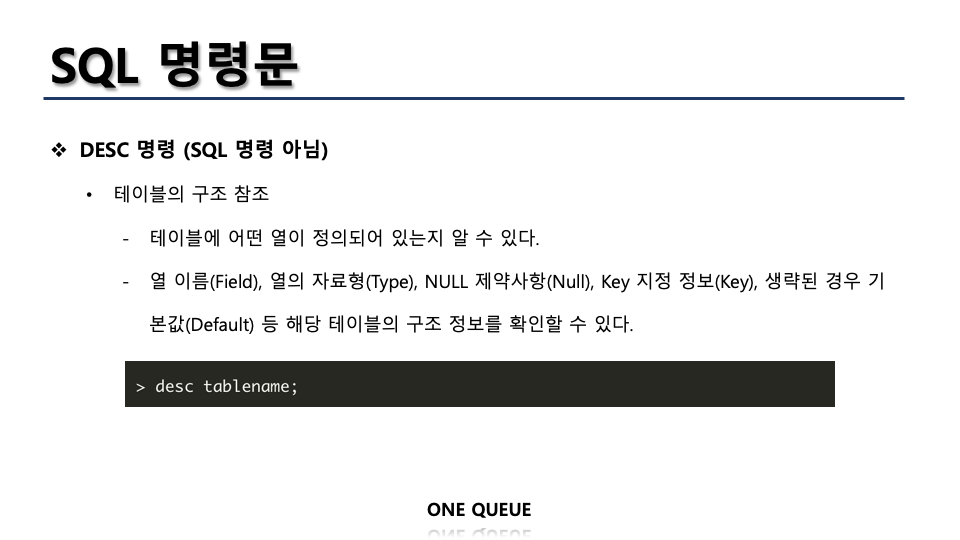 SQL 명령문
❖ DESC 명령 (SQL 명령 아님)
• 테이블의 구조 참조
- 테이블에 어떤 열이 정의되어 있는지 알 수 있다.
- 열 이름(Field), 열의 자료형(Type), NULL 제약사항(Null), Key 지정 정보(Key), 생략된 경우 기
본값(Default) 등 해당 테이블의 구조 정보를 확인할 수 있다.
> desc tablename;
ONE QUEUE